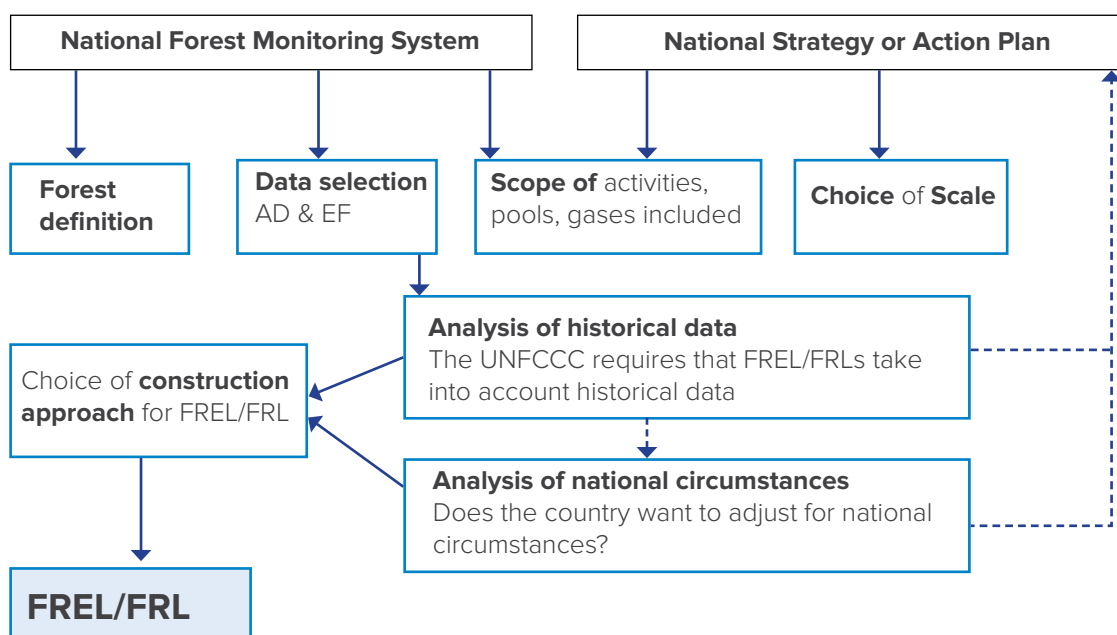 National Forest Monitoring System
National Strategy or Action Plan
Forest
definition
Data selection
AD & EF
Scope of activities,
pools, gases included
Choice of Scale
Analysis of historical data
The UNFCCC requires that FREL/FRLs take
into account historical data
Choice of construction
approach for FREL/FRL
Analysis of national circumstances
Does the country want to adjust for national
circumstances?
FREL/FRL